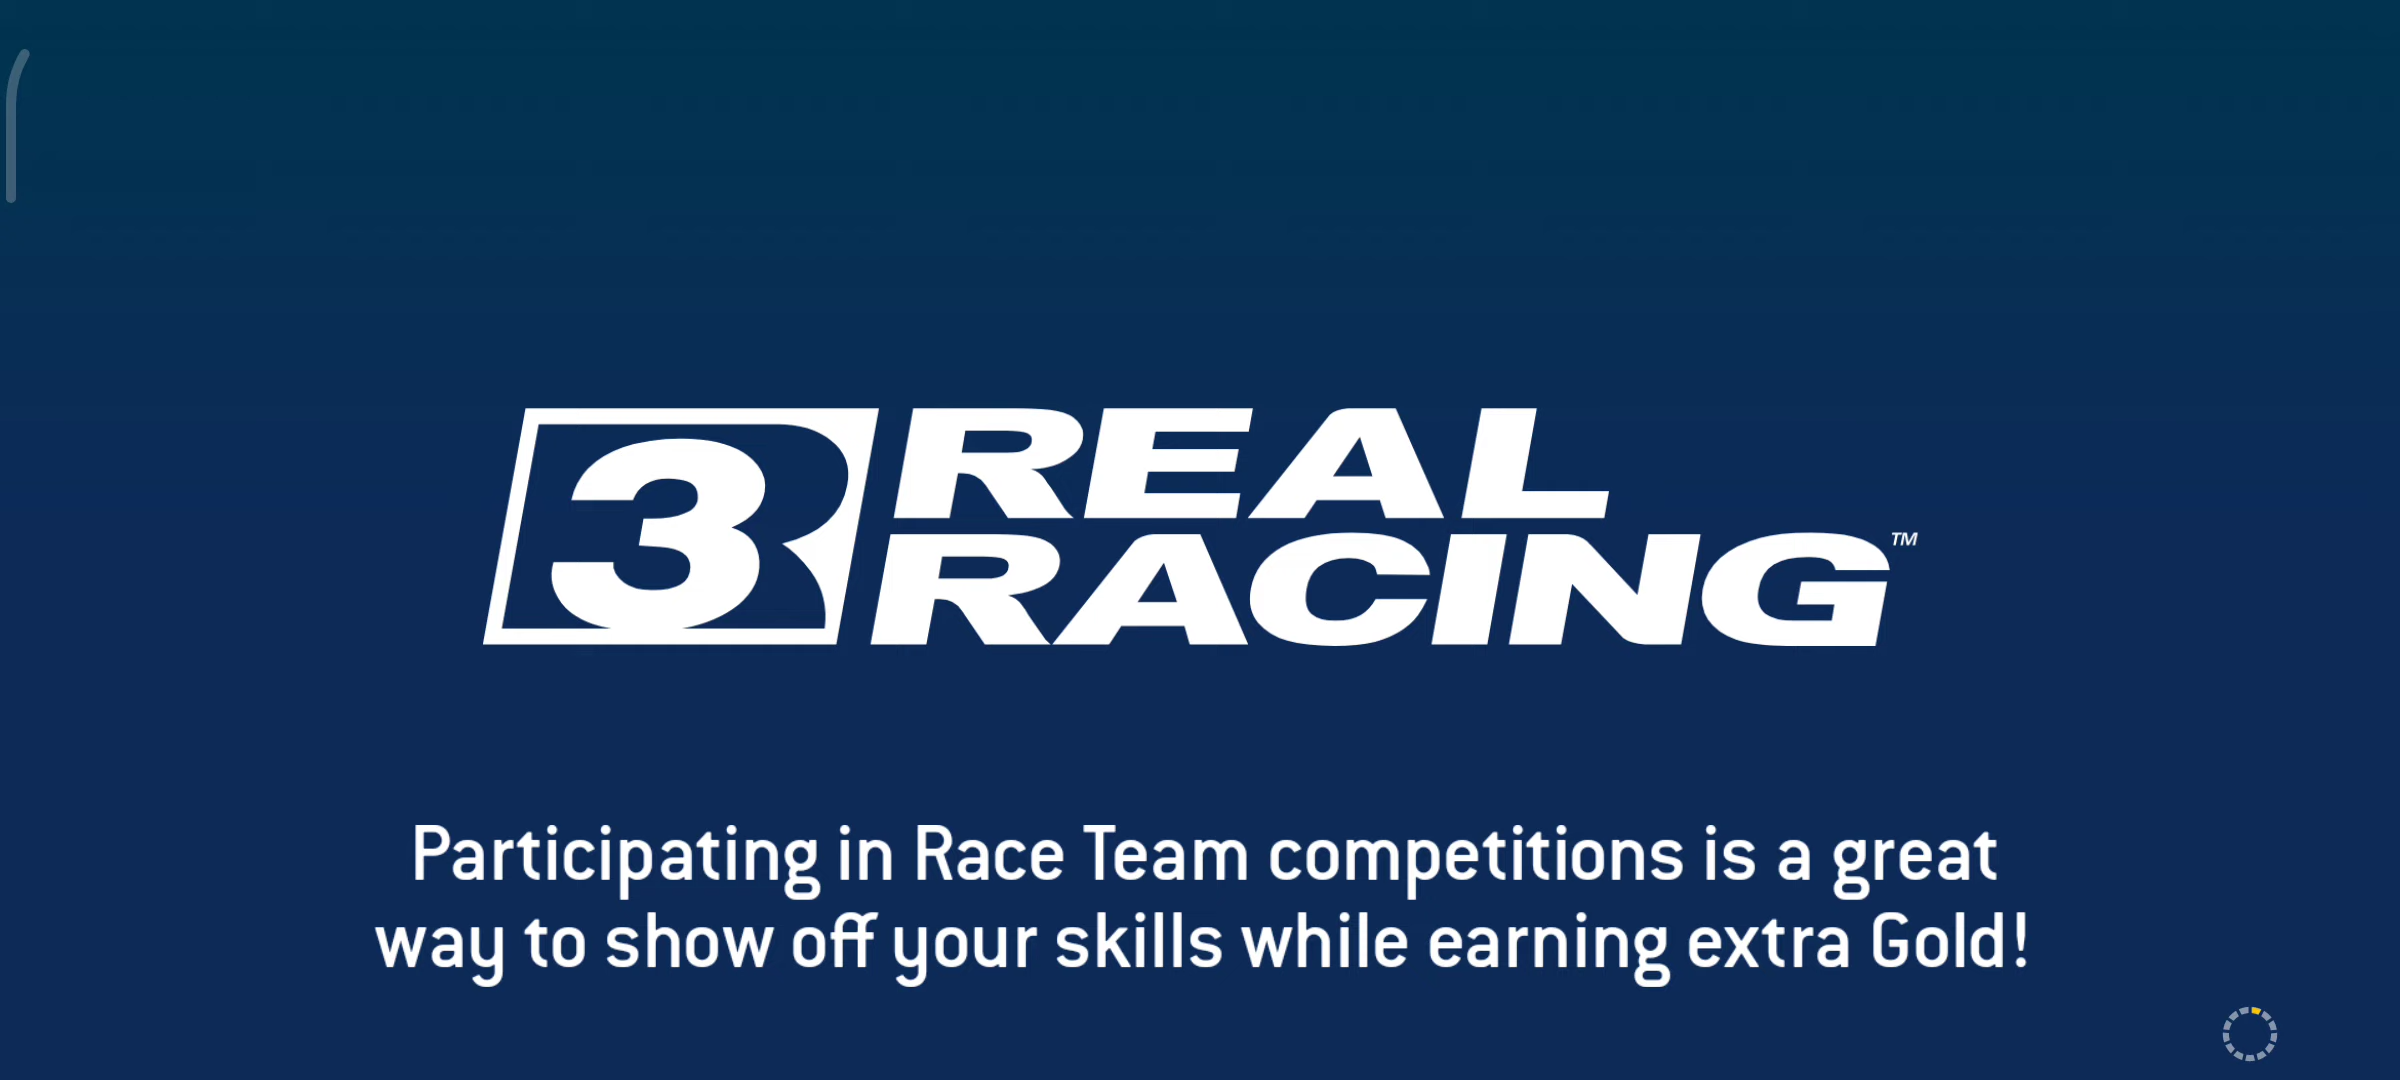 3 REAL
RACING™
Participating in Race Team competitions is a great
way to show off your skills while earning extra Gold!